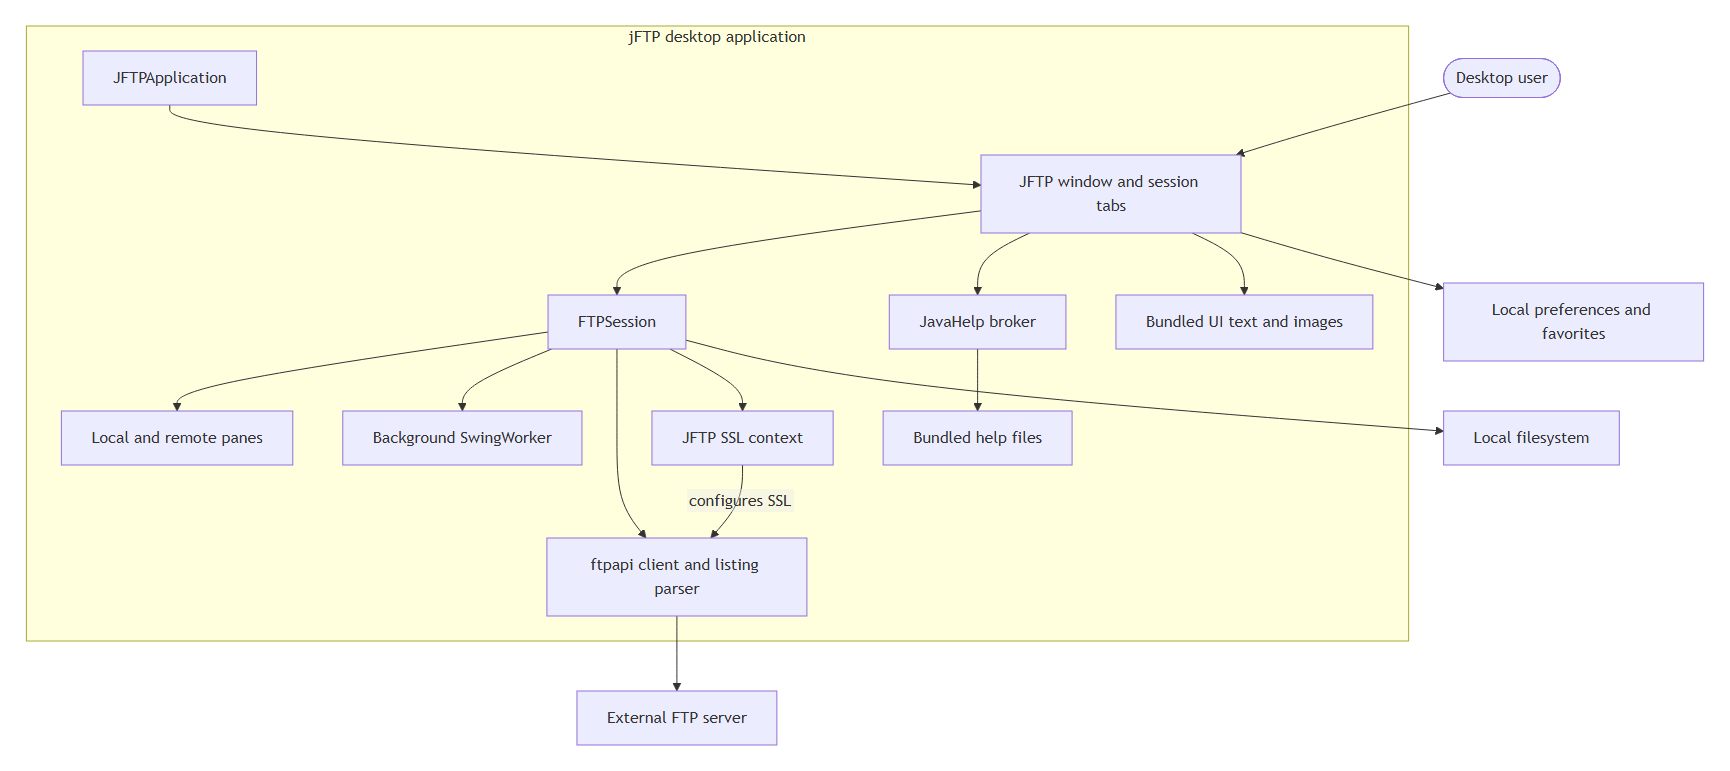 jFTP desktop application
JFTPApplication
Desktop user
JFTP window and session
tabs
FTPSession
JavaHelp broker
Bundled UI text and images
Local preferences and
favorites
Local and remote panes
Background SwingWorker
JFTP SSL context
Bundled help files
Local filesystem
configures SSL
ftpapi client and listing
parser
External FTP server